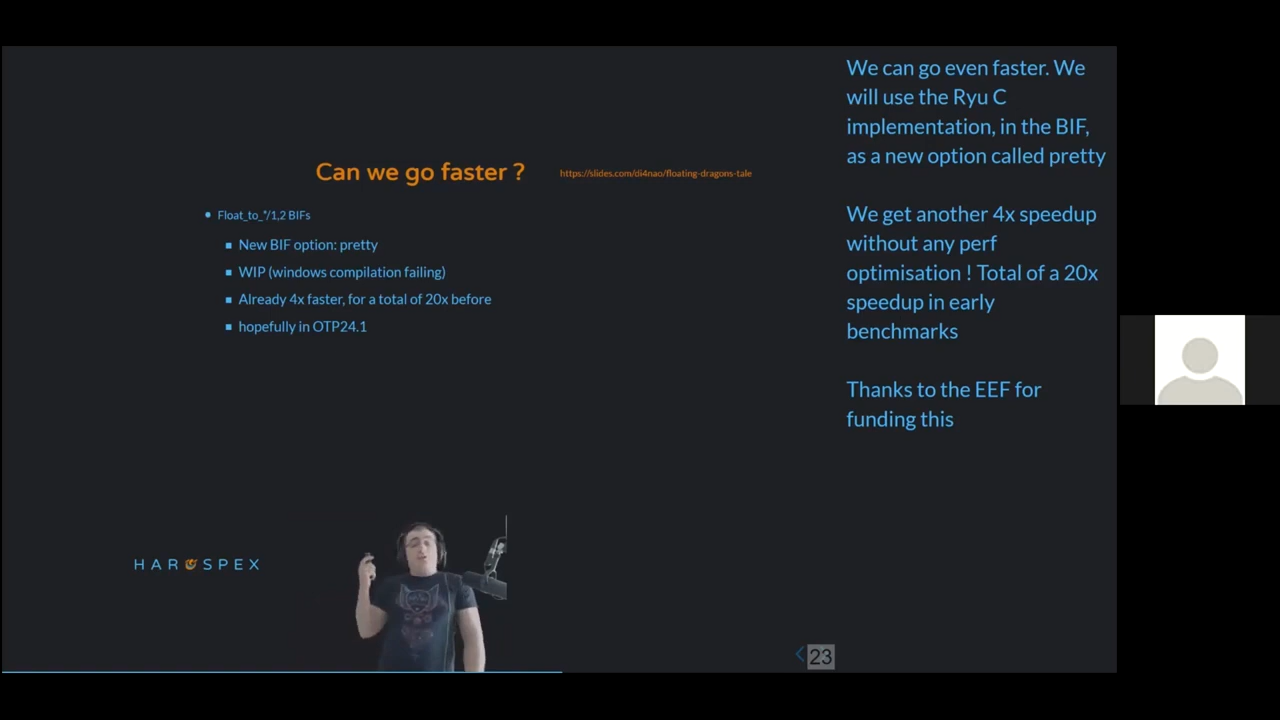 Can we go faster ?
https://slides.com/di4nao/floating-dragons-tale
Float_to_*/1,2 BIFs
New BIF option: pretty
WIP (windows compilation failing)
Already 4x faster, for a total of 20x before
hopefully in OTP24.1
HAROSPEX
23
We can go even faster. We
will use the Ryu C
implementation, in the BIF,
as a new option called pretty
We get another 4x speedup
without any perf
optimisation ! Total of a 20x
speedup in early
benchmarks
Thanks to the EEF for
funding this